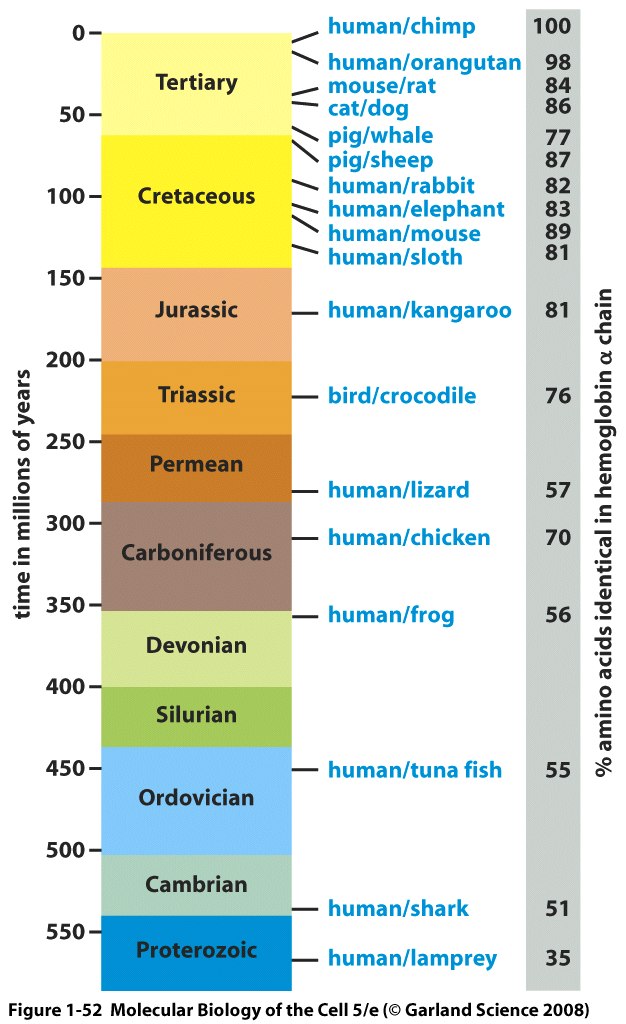 time in millions of years
0
50
100
150
200
250
300
350
400
450
500
550
Tertiary
Cretaceous
Jurassic
Triassic
Permean
Carboniferous
Devonian
Silurian
Ordovician
Cambrian
Proterozoic
human/chimp 100
human/orangutan 98
mouse/rat 84
cat/dog 86
pig/whale 77
pig/sheep 87
human/rabbit 82
human/elephant 83
human/mouse 89
human/sloth 81
human/kangaroo 81
bird/crocodile 76
human/lizard 57
human/chicken 70
human/frog 56
human/tuna fish 55
human/shark 51
human/lamprey 35
% amino acids identical in hemoglobin α chain
Figure 1-52 Molecular Biology of the Cell 5/e (© Garland Science 2008)